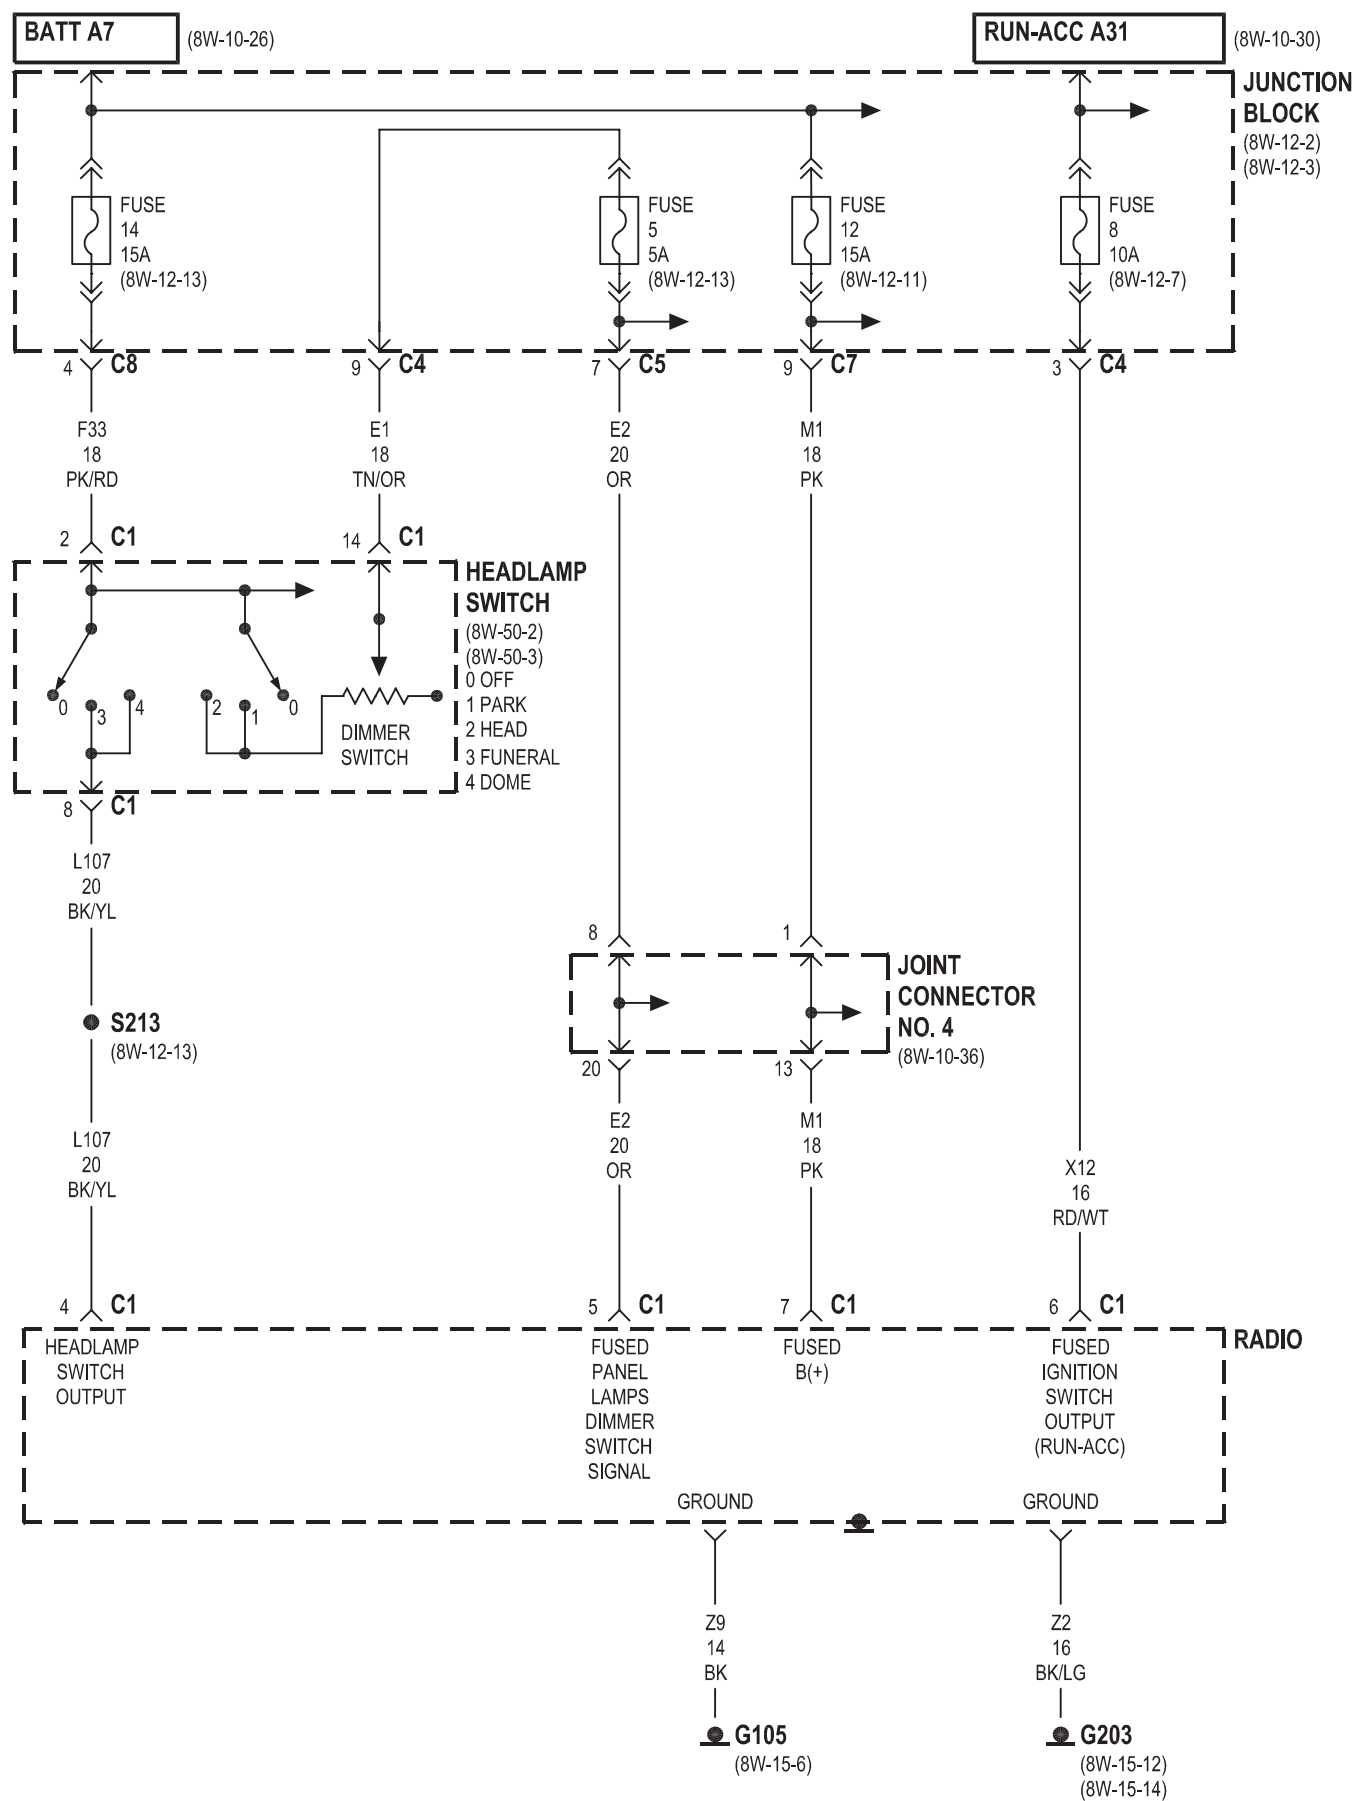 BATT A7
(8W-10-26)
RUN-ACC A31
(8W-10-30)
JUNCTION
BLOCK
(8W-12-2)
(8W-12-3)
FUSE
14
15A
(8W-12-13)
FUSE
5
5A
(8W-12-13)
FUSE
12
15A
(8W-12-11)
FUSE
8
10A
(8W-12-7)
4 C8
9 C4
7 C5
9 C7
3 C4
F33
18
PK/RD
E1
18
TN/OR
E2
20
OR
M1
18
PK
2 C1
14 C1
HEADLAMP
SWITCH
(8W-50-2)
(8W-50-3)
0 OFF
1 PARK
2 HEAD
3 FUNERAL
4 DOME
0
3
4
2
1
0
DIMMER
SWITCH
8 C1
L107
20
BK/YL
S213
(8W-12-13)
L107
20
BK/YL
8
1
JOINT
CONNECTOR
NO. 4
(8W-10-36)
20
13
E2
20
OR
M1
18
PK
X12
16
RD/WT
4 C1
5 C1
7 C1
6 C1
RADIO
HEADLAMP
SWITCH
OUTPUT
FUSED
PANEL
LAMPS
DIMMER
SWITCH
SIGNAL
FUSED
B(+)
FUSED
IGNITION
SWITCH
OUTPUT
(RUN-ACC)
GROUND
GROUND
Z9
14
BK
Z2
16
BK/LG
G105
(8W-15-6)
G203
(8W-15-12)
(8W-15-14)